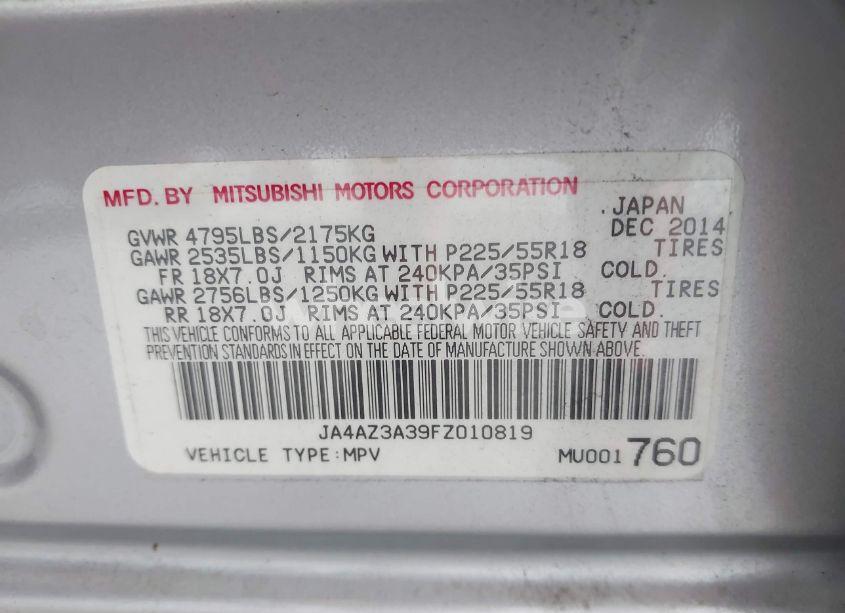 MFD. BY MITSUBISHI MOTORS CORPORATION
.JAPAN
GVWR 4795LBS/2175KG DEC 2014
GAWR 2535LBS/1150KG WITH P225/55R18 TIRES
FR 18X7.0J RIMS AT 240KPA/35PSI COLD.
GAWR 2756LBS/1250KG WITH P225/55R18 TIRES
RR 18X7.0J RIMS AT 240KPA/35PSI COLD.
THIS VEHICLE CONFORMS TO ALL APPLICABLE FEDERAL MOTOR VEHICLE SAFETY AND THEFT
PREVENTION STANDARDS IN EFFECT ON THE DATE OF MANUFACTURE SHOWN ABOVE.
JA4AZ3A39FZ010819
VEHICLE TYPE:MPV MU001 760